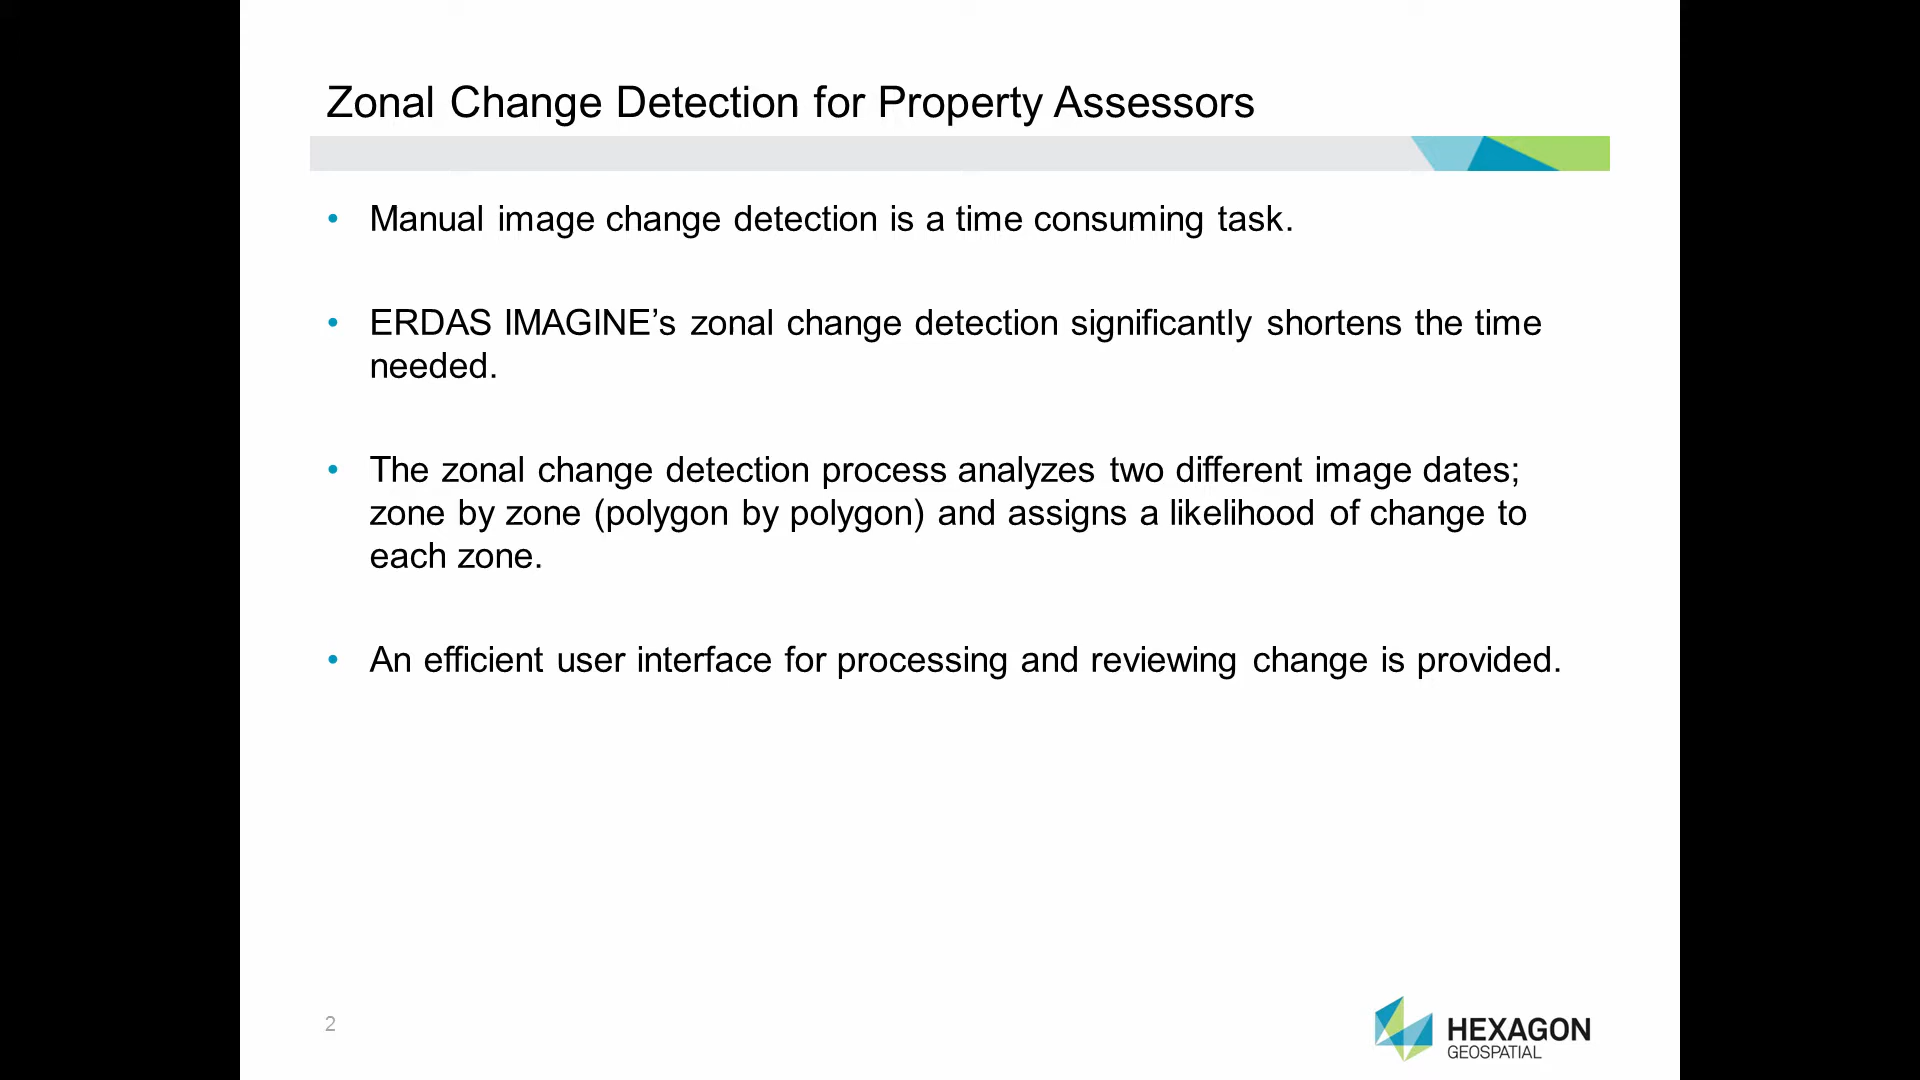 Zonal Change Detection for Property Assessors
• Manual image change detection is a time consuming task.
• ERDAS IMAGINE’s zonal change detection significantly shortens the time
needed.
• The zonal change detection process analyzes two different image dates;
zone by zone (polygon by polygon) and assigns a likelihood of change to
each zone.
• An efficient user interface for processing and reviewing change is provided.
2
HEXAGON
GEOSPATIAL